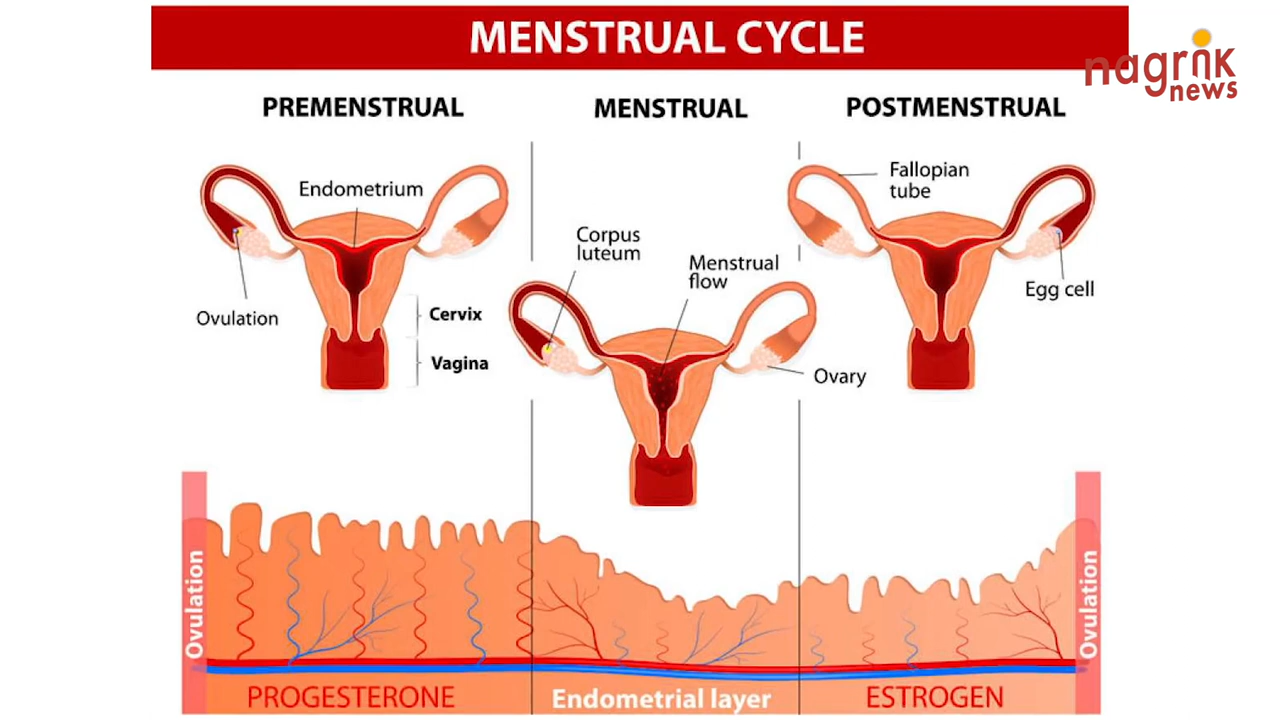 MENSTRUAL CYCLE
nagrik
news
PREMENSTRUAL
MENSTRUAL
POSTMENSTRUAL
Endometrium
Ovulation
Cervix
Vagina
Corpus
luteum
Menstrual
flow
Ovary
Fallopian
tube
Egg cell
Ovulation
Ovulation
PROGESTERONE
Endometrial layer
ESTROGEN